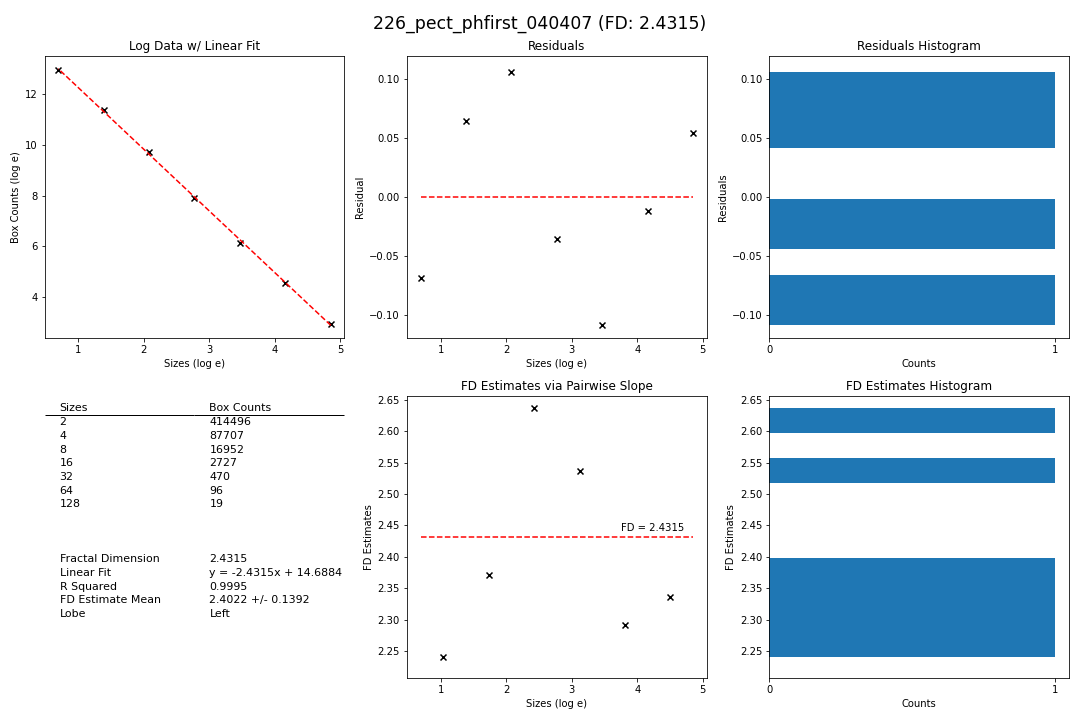 226_pect_phfirst_040407 (FD: 2.4315)
Log Data w/ Linear Fit
Box Counts (log e)
12
10
8
6
4
1 2 3 4 5
Sizes (log e)
Residuals
Residual
0.10
0.05
0.00
−0.05
−0.10
1 2 3 4 5
Sizes (log e)
Residuals Histogram
Residuals
0.10
0.05
0.00
−0.05
−0.10
0 1
Counts
Sizes Box Counts
2 414496
4 87707
8 16952
16 2727
32 470
64 96
128 19
Fractal Dimension 2.4315
Linear Fit y = -2.4315x + 14.6884
R Squared 0.9995
FD Estimate Mean 2.4022 +/- 0.1392
Lobe Left
FD Estimates via Pairwise Slope
FD Estimates
2.65
2.60
2.55
2.50
2.45
2.40
2.35
2.30
2.25
FD = 2.4315
1 2 3 4 5
Sizes (log e)
FD Estimates Histogram
FD Estimates
2.65
2.60
2.55
2.50
2.45
2.40
2.35
2.30
2.25
0 1
Counts